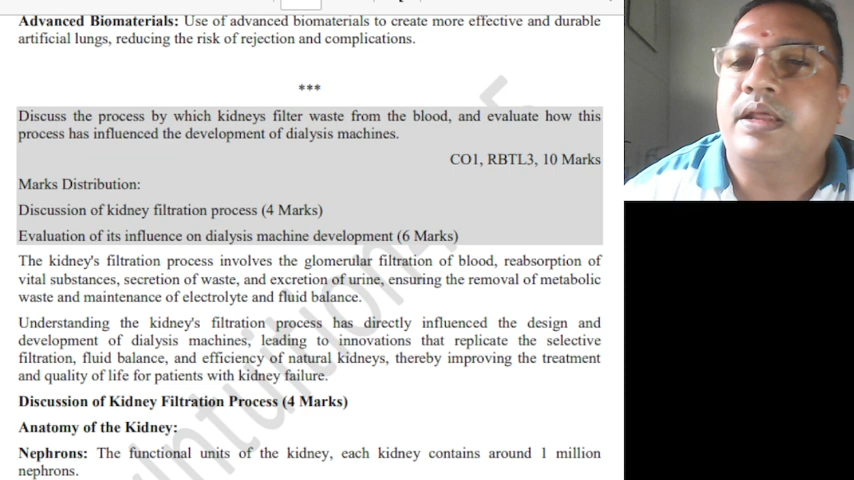 Advanced Biomaterials: Use of advanced biomaterials to create more effective and durable
artificial lungs, reducing the risk of rejection and complications.
***
Discuss the process by which kidneys filter waste from the blood, and evaluate how this
process has influenced the development of dialysis machines.
CO1, RBTL3, 10 Marks
Marks Distribution:
Discussion of kidney filtration process (4 Marks)
Evaluation of its influence on dialysis machine development (6 Marks)
The kidney's filtration process involves the glomerular filtration of blood, reabsorption of
vital substances, secretion of waste, and excretion of urine, ensuring the removal of metabolic
waste and maintenance of electrolyte and fluid balance.
Understanding the kidney's filtration process has directly influenced the design and
development of dialysis machines, leading to innovations that replicate the selective
filtration, fluid balance, and efficiency of natural kidneys, thereby improving the treatment
and quality of life for patients with kidney failure.
Discussion of Kidney Filtration Process (4 Marks)
Anatomy of the Kidney:
Nephrons: The functional units of the kidney, each kidney contains around 1 million
nephrons.